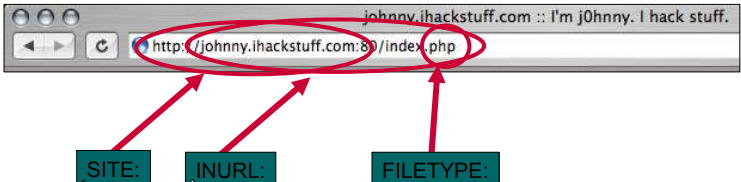 johnny.ihackstuff.com :: I'm j0hnny. I hack stuff.
http://johnny.ihackstuff.com:80/index.php
SITE: INURL: FILETYPE: